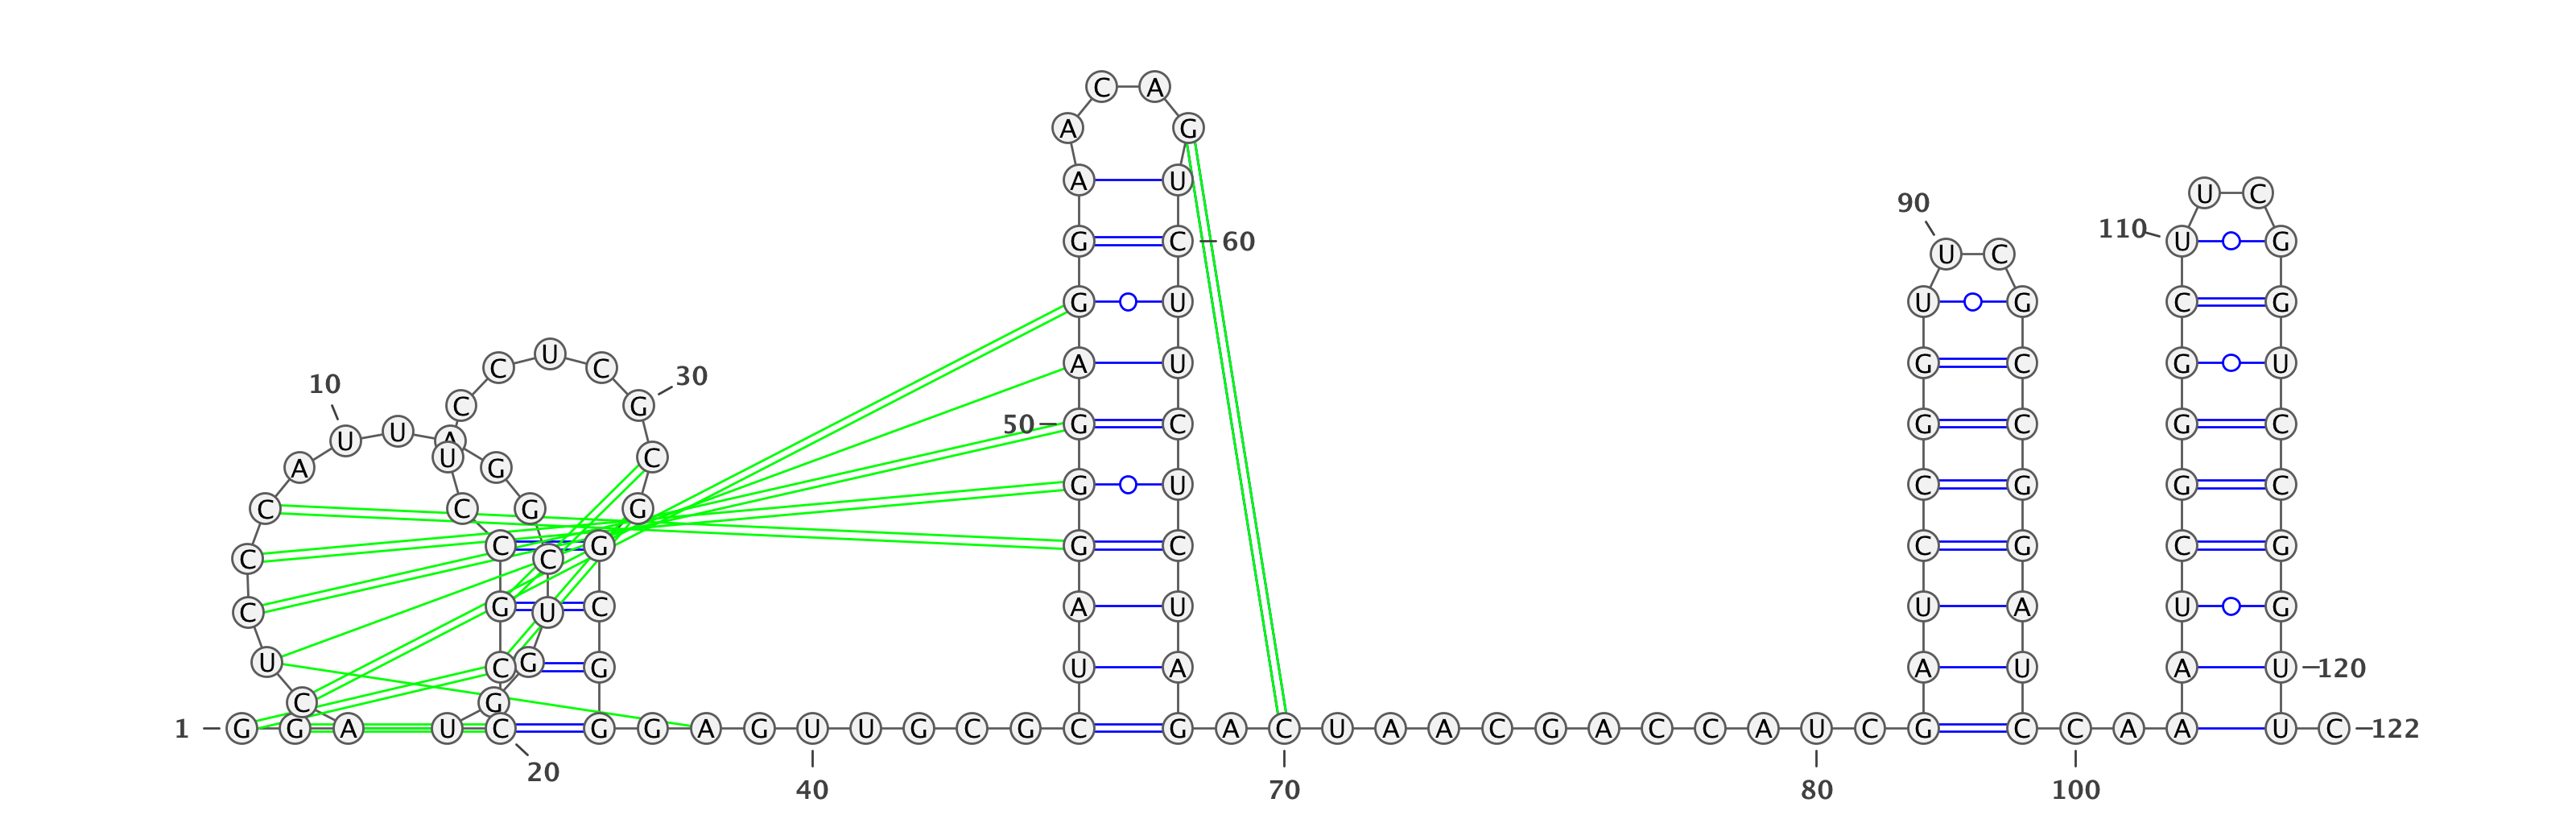 C A
A G
A U U C
90
110
G C 60 U G
U C
G U U G C G
C U C
A U G C G U
30
10
C G
50 G C G C G C
U U A
U C
A G
G U C G G C
C C G G
C G G C C G C G
C C
G C A U U A U G
C U
U G
C G U A A U A U 120
C G
1 G G A U C G G A G U U G C G C G A C U A A C G A C C A U C G C C A A U C 122
20
40 70 80 100